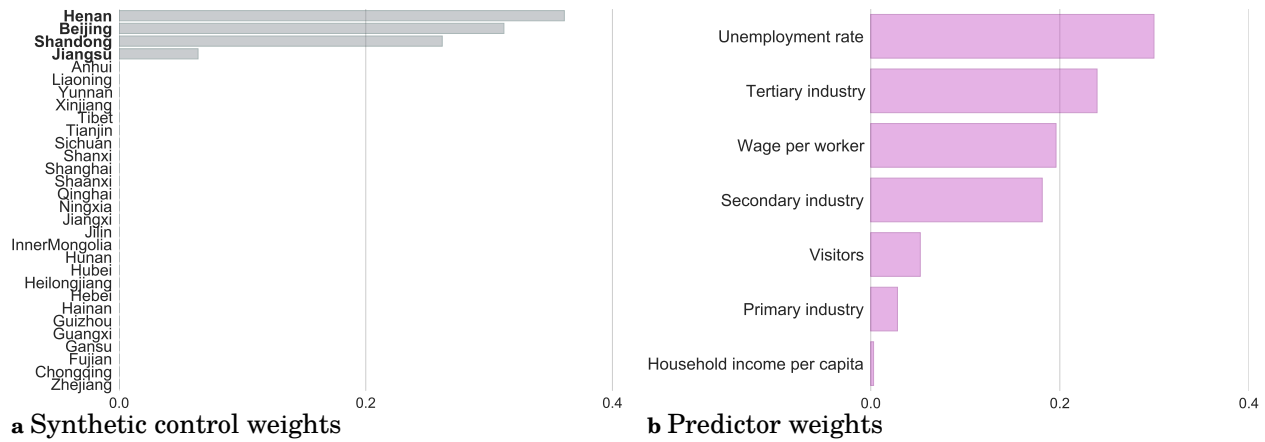 Henan
Beijing
Shandong
Jiangsu
Anhui
Liaoning
Yunnan
Xinjiang
Tibet
Tianjin
Sichuan
Shanxi
Shanghai
Shaanxi
Qinghai
Ningxia
Jiangxi
Jilin
InnerMongolia
Hunan
Hubei
Heilongjiang
Hebei
Hainan
Guizhou
Guangxi
Gansu
Fujian
Chongqing
Zhejiang
0.0 0.2 0.4
a Synthetic control weights
Unemployment rate
Tertiary industry
Wage per worker
Secondary industry
Visitors
Primary industry
Household income per capita
0.0 0.2 0.4
b Predictor weights